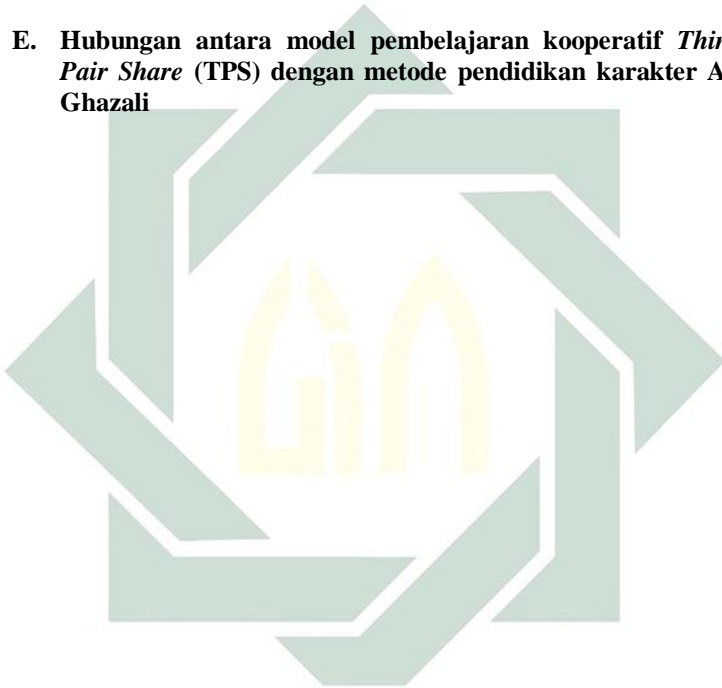 E. Hubungan antara model pembelajaran kooperatif Thin
Pair Share (TPS) dengan metode pendidikan karakter A
Ghazali